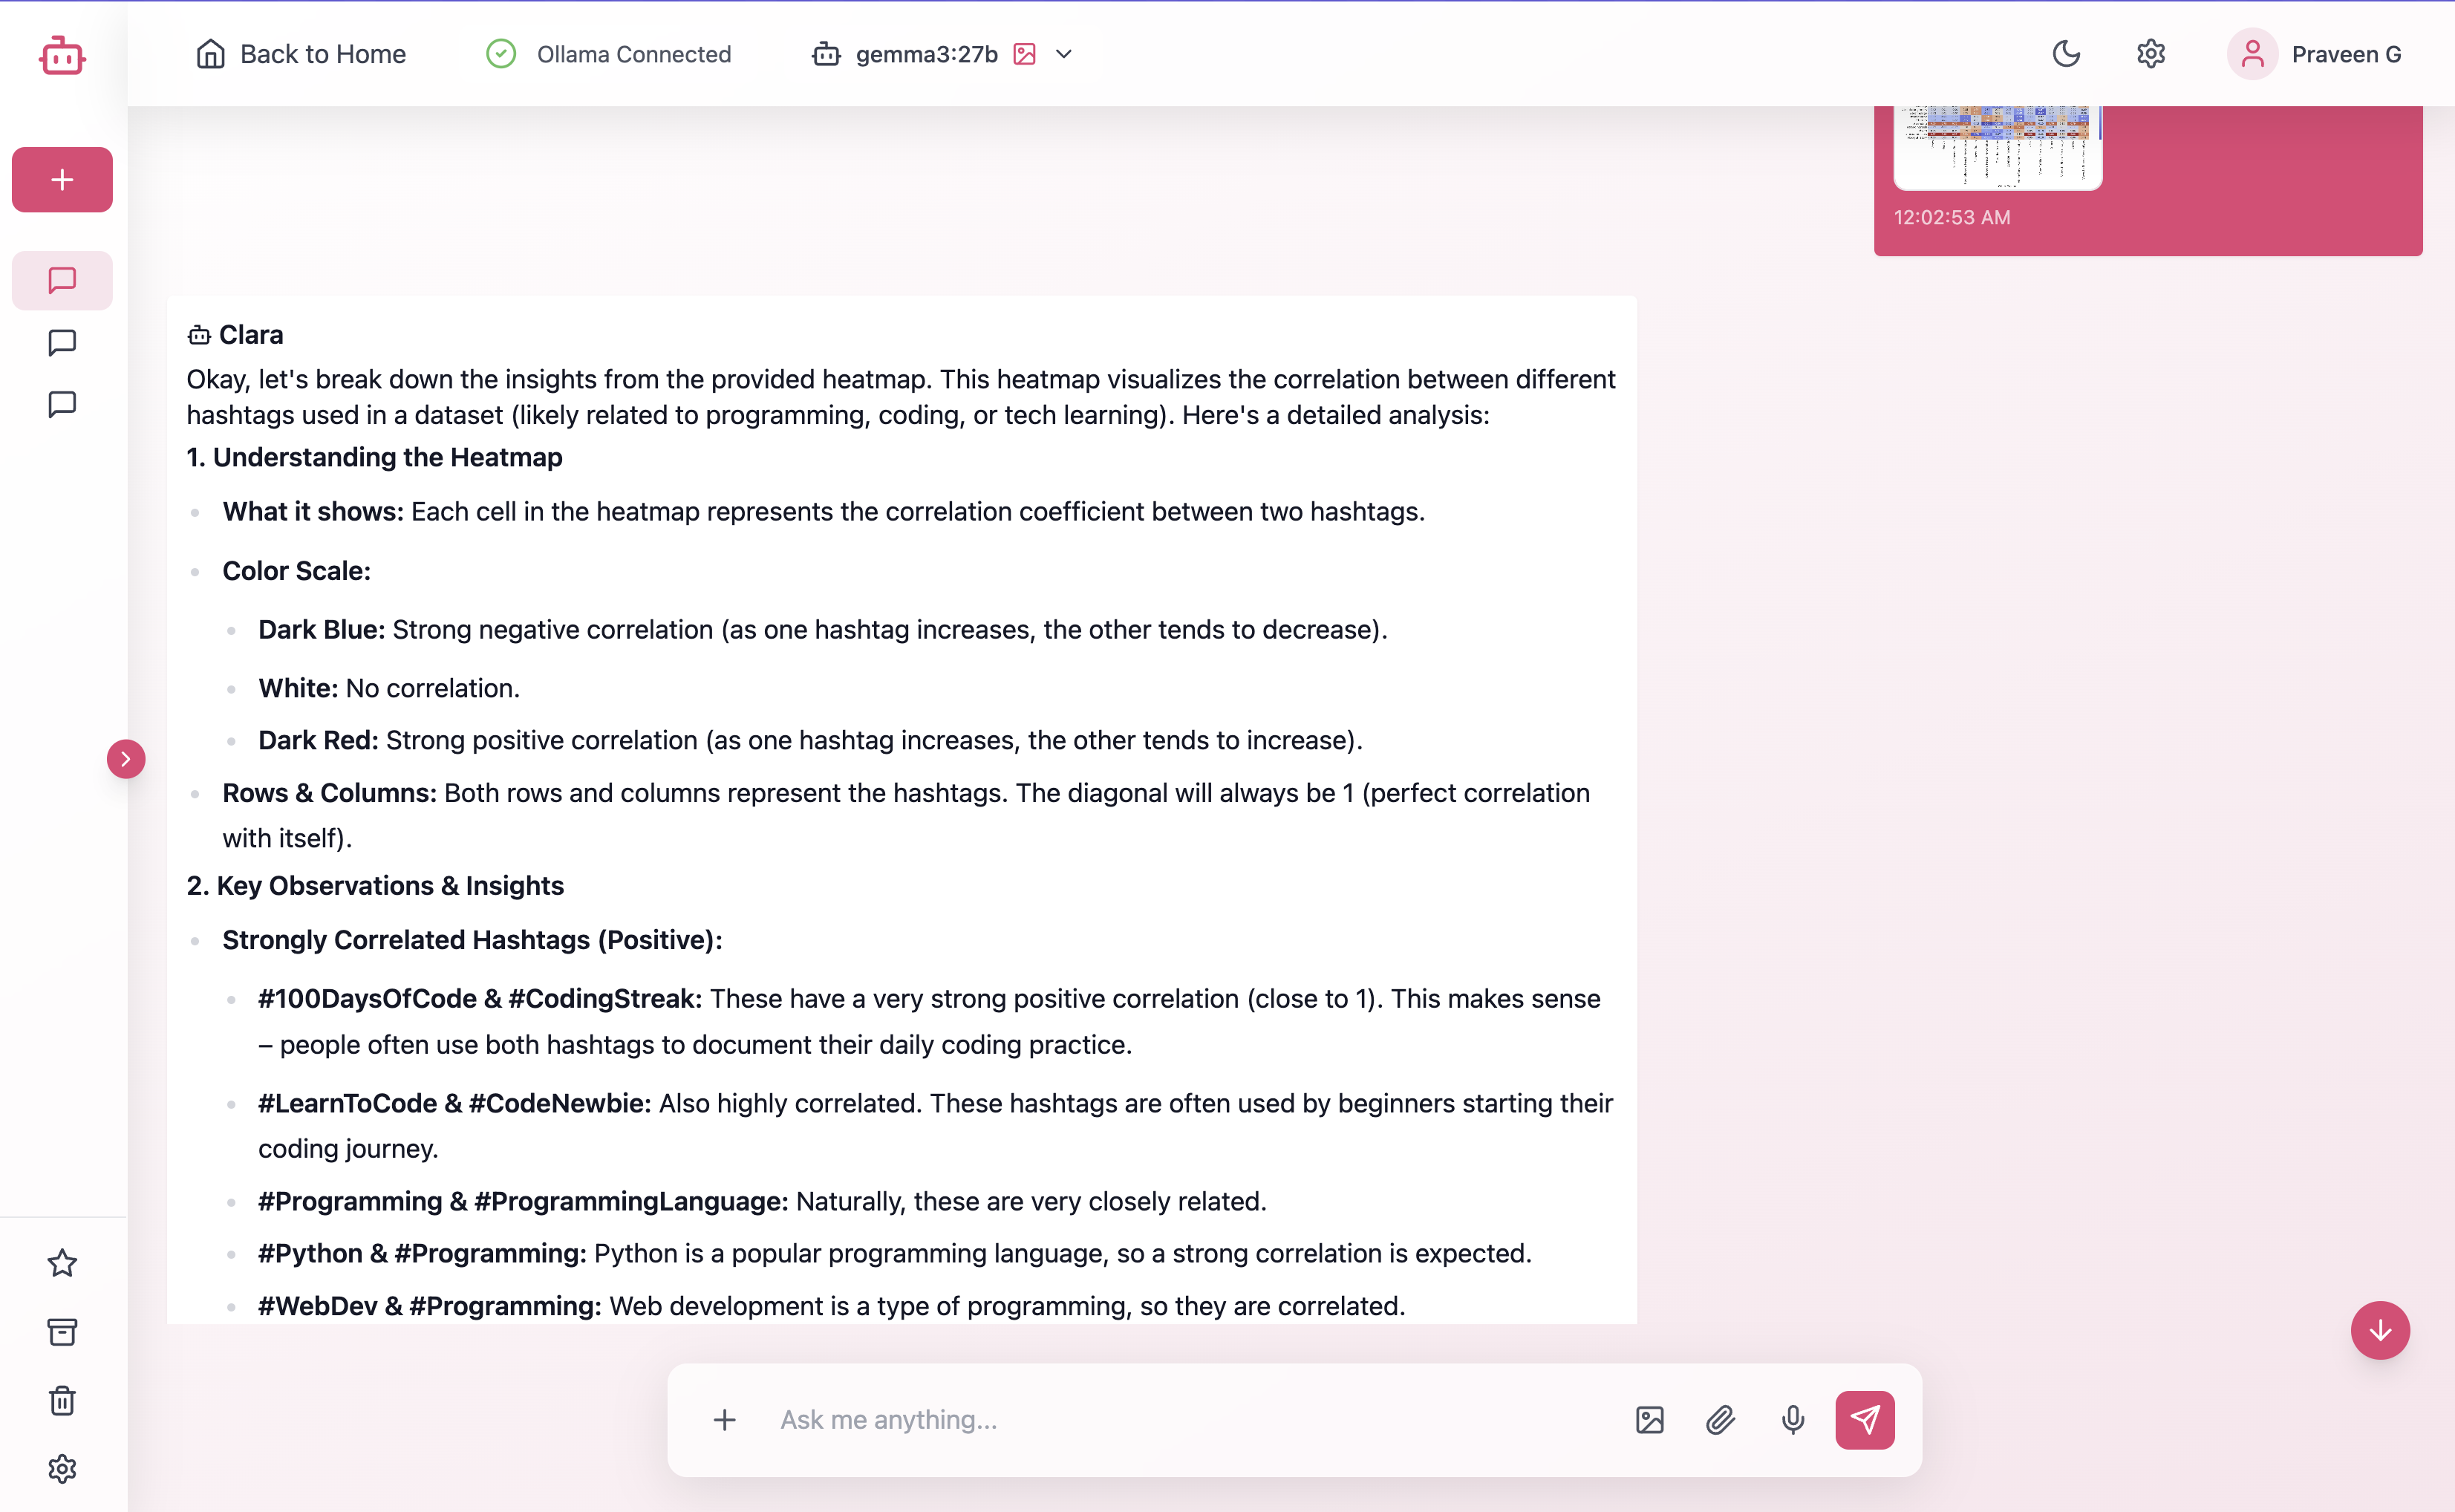 Back to Home
Ollama Connected
gemma3:27b
Praveen G
12:02:53 AM
Clara
Okay, let's break down the insights from the provided heatmap. This heatmap visualizes the correlation between different
hashtags used in a dataset (likely related to programming, coding, or tech learning). Here's a detailed analysis:
1. Understanding the Heatmap
What it shows: Each cell in the heatmap represents the correlation coefficient between two hashtags.
Color Scale:
Dark Blue: Strong negative correlation (as one hashtag increases, the other tends to decrease).
White: No correlation.
Dark Red: Strong positive correlation (as one hashtag increases, the other tends to increase).
Rows & Columns: Both rows and columns represent the hashtags. The diagonal will always be 1 (perfect correlation
with itself).
2. Key Observations & Insights
Strongly Correlated Hashtags (Positive):
#100DaysOfCode & #CodingStreak: These have a very strong positive correlation (close to 1). This makes sense
– people often use both hashtags to document their daily coding practice.
#LearnToCode & #CodeNewbie: Also highly correlated. These hashtags are often used by beginners starting their
coding journey.
#Programming & #ProgrammingLanguage: Naturally, these are very closely related.
#Python & #Programming: Python is a popular programming language, so a strong correlation is expected.
#WebDev & #Programming: Web development is a type of programming, so they are correlated.
Ask me anything...